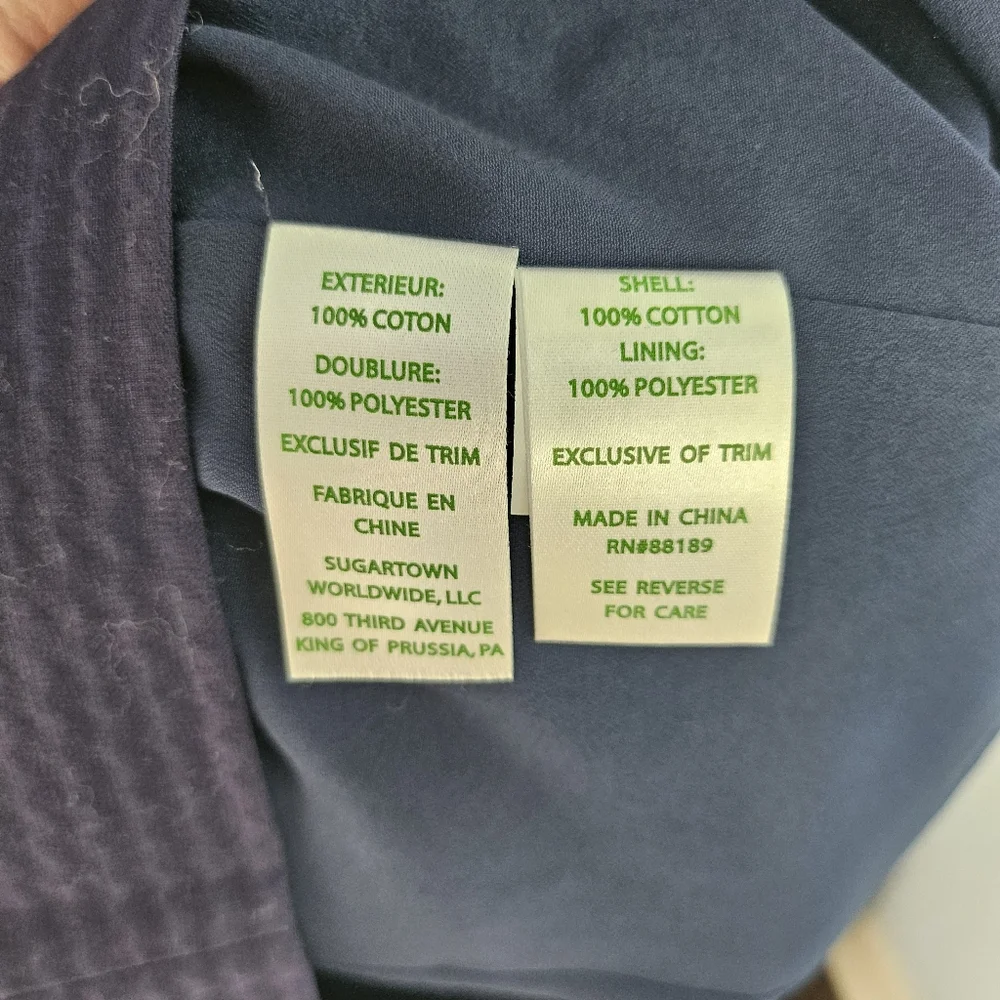 EXTERIEUR:
100% COTON
DOUBLURE:
100% POLYESTER
EXCLUSIF DE TRIM
FABRIQUE EN
CHINE
SUGARTOWN
WORLDWIDE, LLC
800 THIRD AVENUE
KING OF PRUSSIA, PA
SHELL:
100% COTTON
LINING:
100% POLYESTER
EXCLUSIVE OF TRIM
MADE IN CHINA
RN#88189
SEE REVERSE
FOR CARE